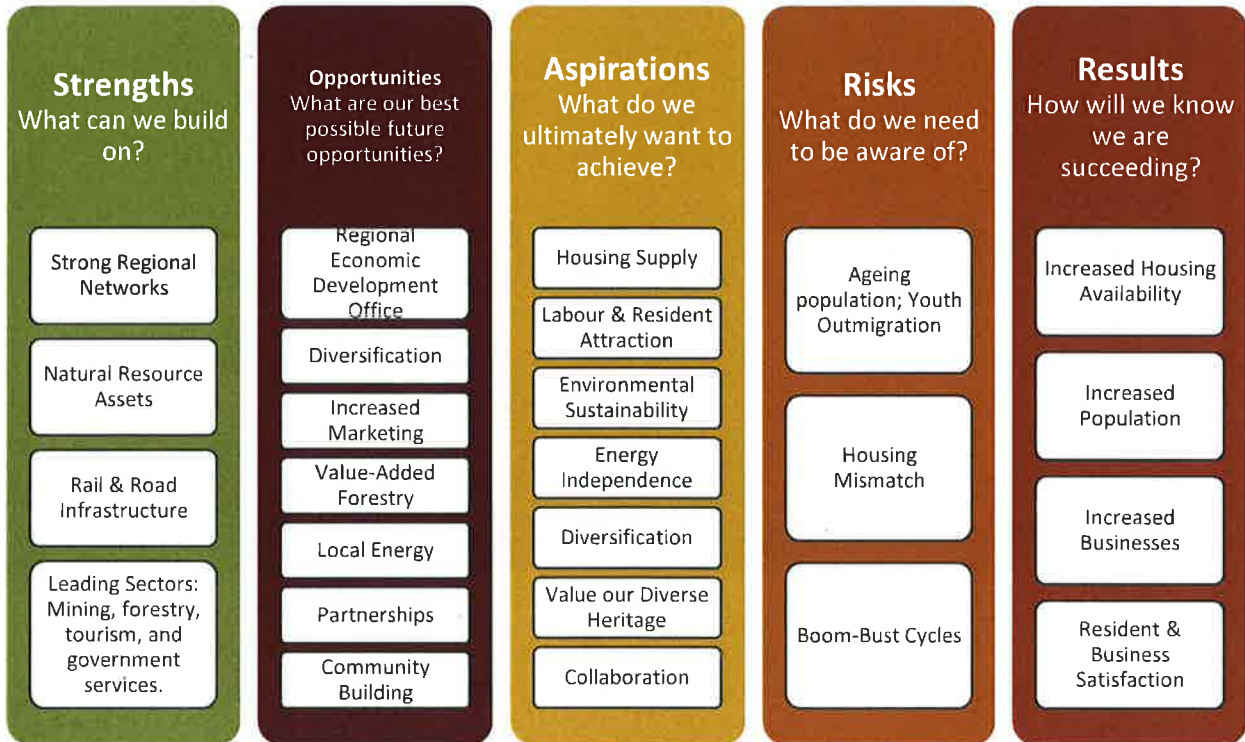 Strengths
What can we build
on?
Strong Regional
Networks
Natural Resource
Assets
Rail & Road
Infrastructure
Leading Sectors:
Mining, forestry,
tourism, and
government
services.
Opportunities
What are our best
possible future
opportunities?
Regional
Economic
Development
Office
Diversification
Increased
Marketing
Value-Added
Forestry
Local Energy
Partnerships
Community
Building
Aspirations
What do we
ultimately want to
achieve?
Housing Supply
Labour & Resident
Attraction
Environmental
Sustainability
Energy
Independence
Diversification
Value our Diverse
Heritage
Collaboration
Risks
What do we need
to be aware of?
Ageing
population; Youth
Outmigration
Housing
Mismatch
Boom-Bust Cycles
Results
How will we know
we are
succeeding?
Increased Housing
Availability
Increased
Population
Increased
Businesses
Resident &
Business
Satisfaction